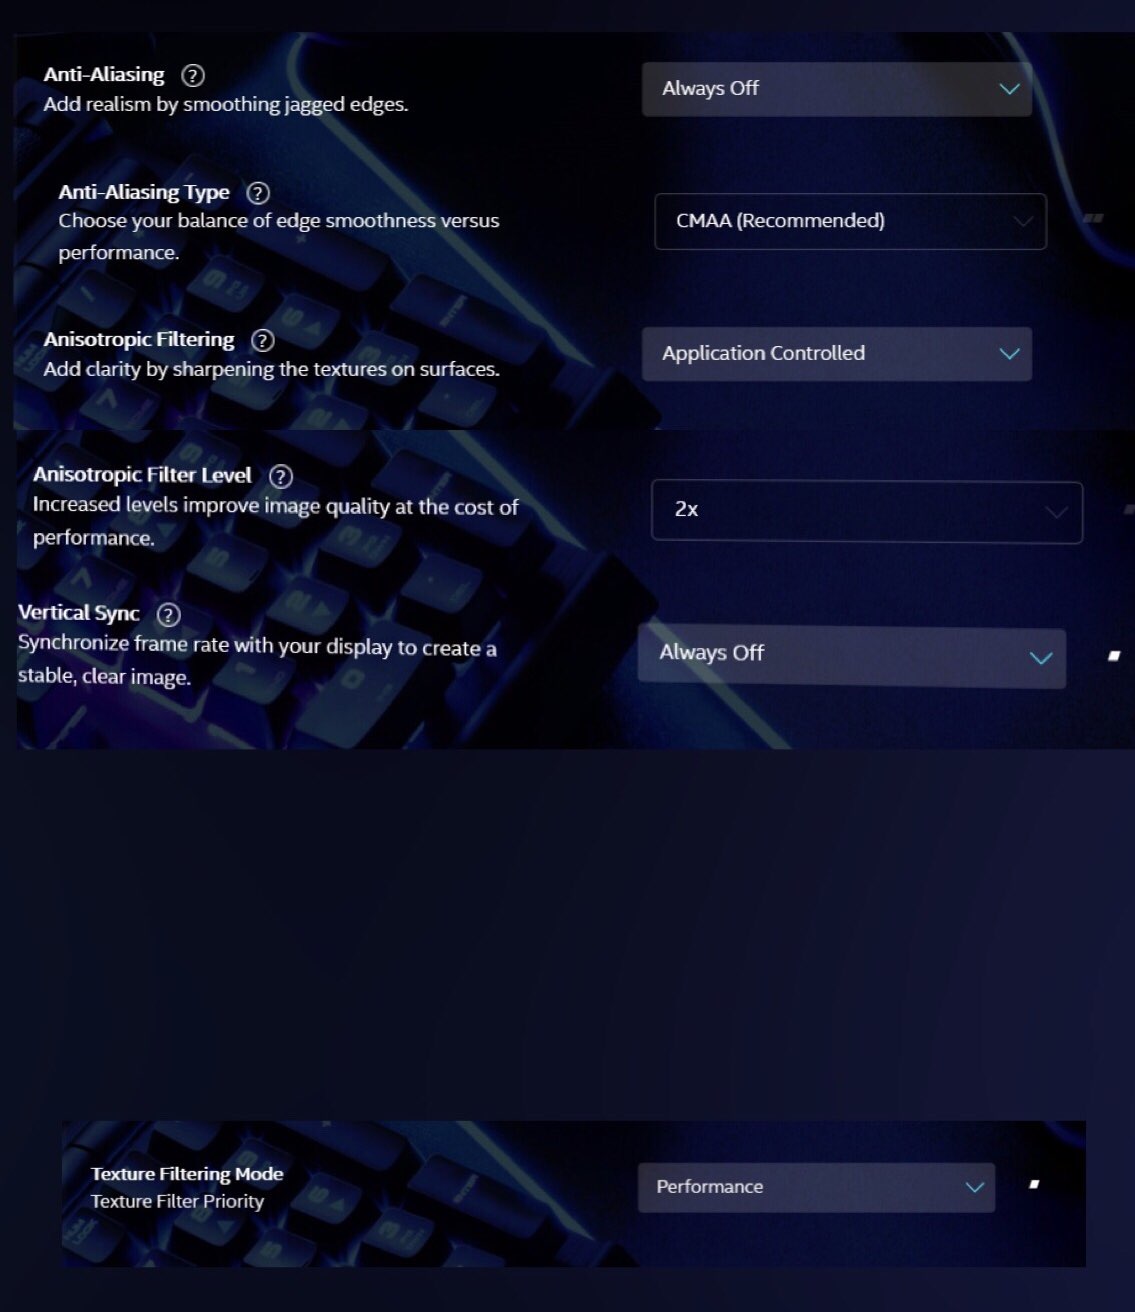 Anti-Aliasing ?
Add realism by smoothing jagged edges.
Always Off
Anti-Aliasing Type ?
Choose your balance of edge smoothness versus
performance.
CMAA (Recommended)
Anisotropic Filtering ?
Add clarity by sharpening the textures on surfaces.
Application Controlled
Anisotropic Filter Level ?
Increased levels improve image quality at the cost of
performance.
2x
Vertical Sync ?
Synchronize frame rate with your display to create a
stable, clear image.
Always Off
Texture Filtering Mode
Texture Filter Priority
Performance